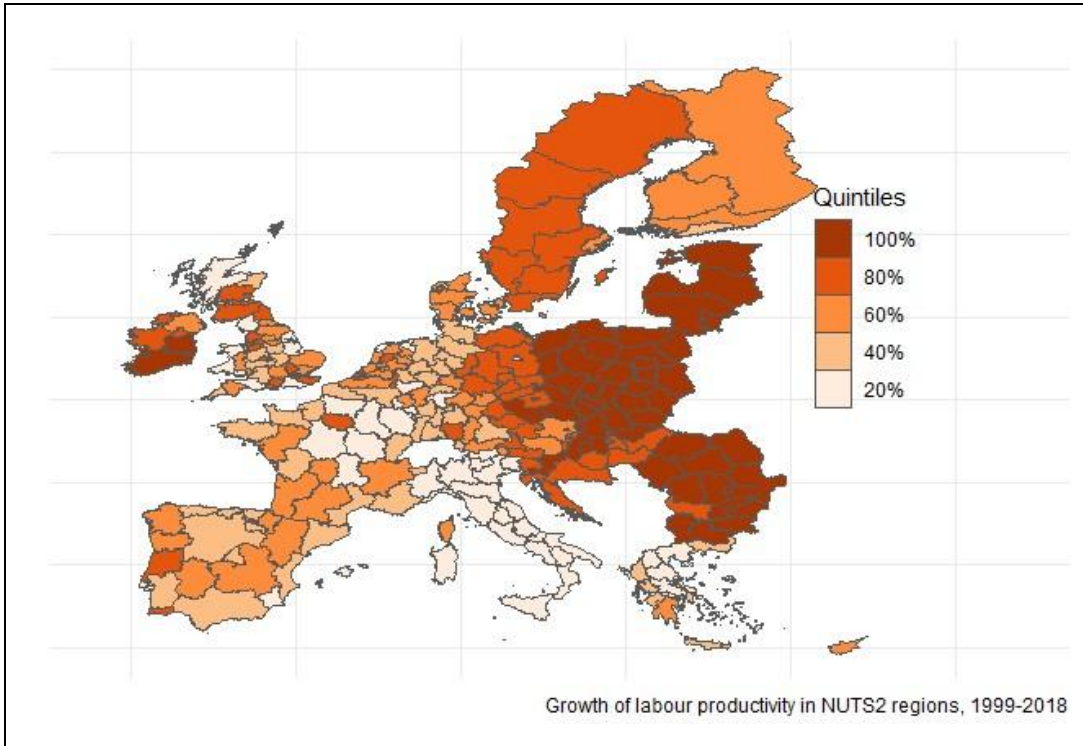 Quintiles
100%
80%
60%
40%
20%
Growth of labour productivity in NUTS2 regions, 1999-2018